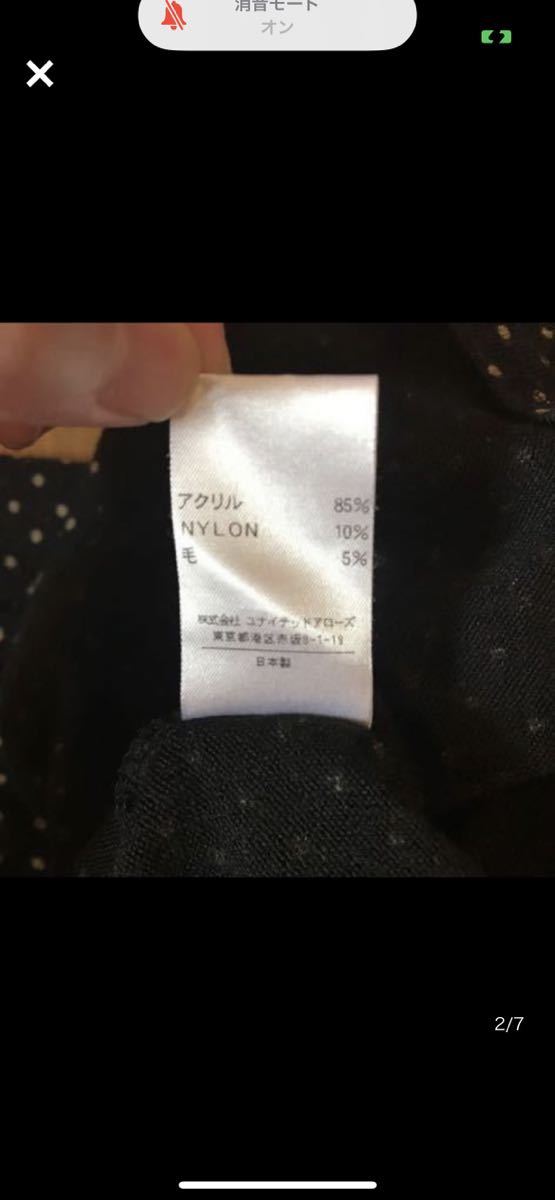 消音モード
オン
アクリル 85%
NYLON 10%
毛 5%
株式会社 ユナイテッドアローズ
東京都港区赤坂8-1-19
日本製
2/7